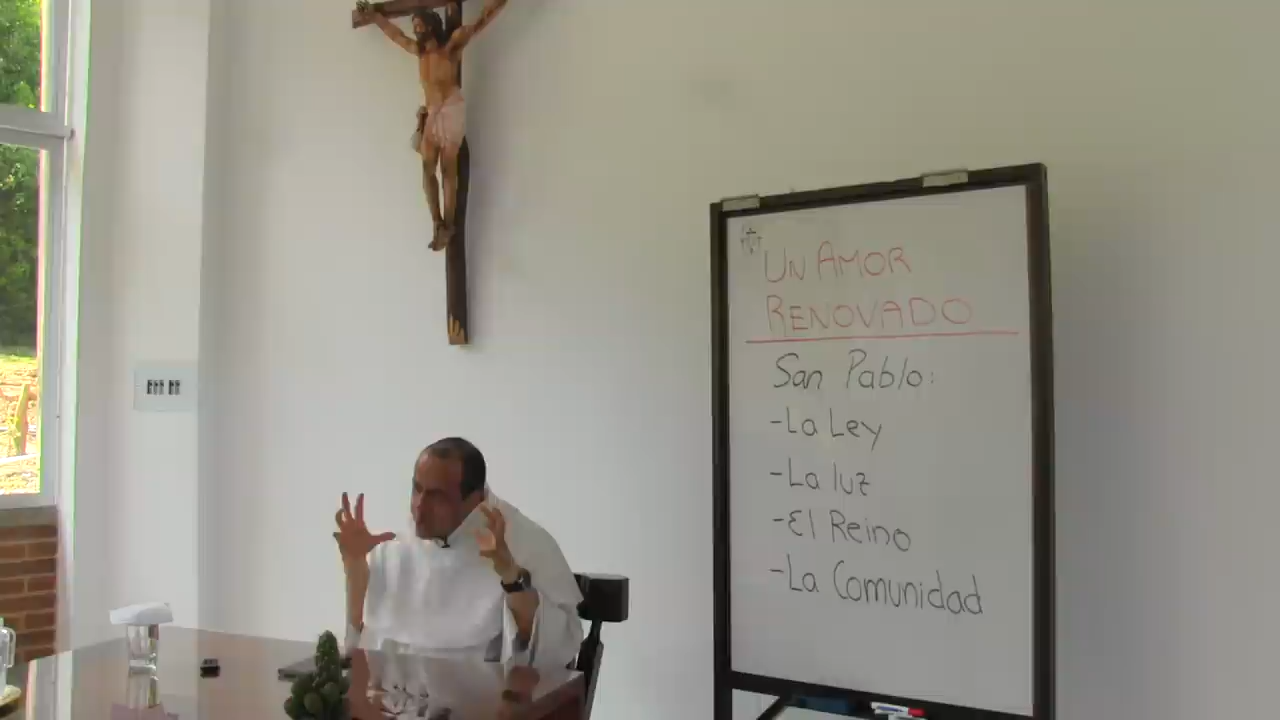 UN AMOR
RENOVADO
San Pablo:
-La Ley
-La luz
-El Reino
-La Comunidad